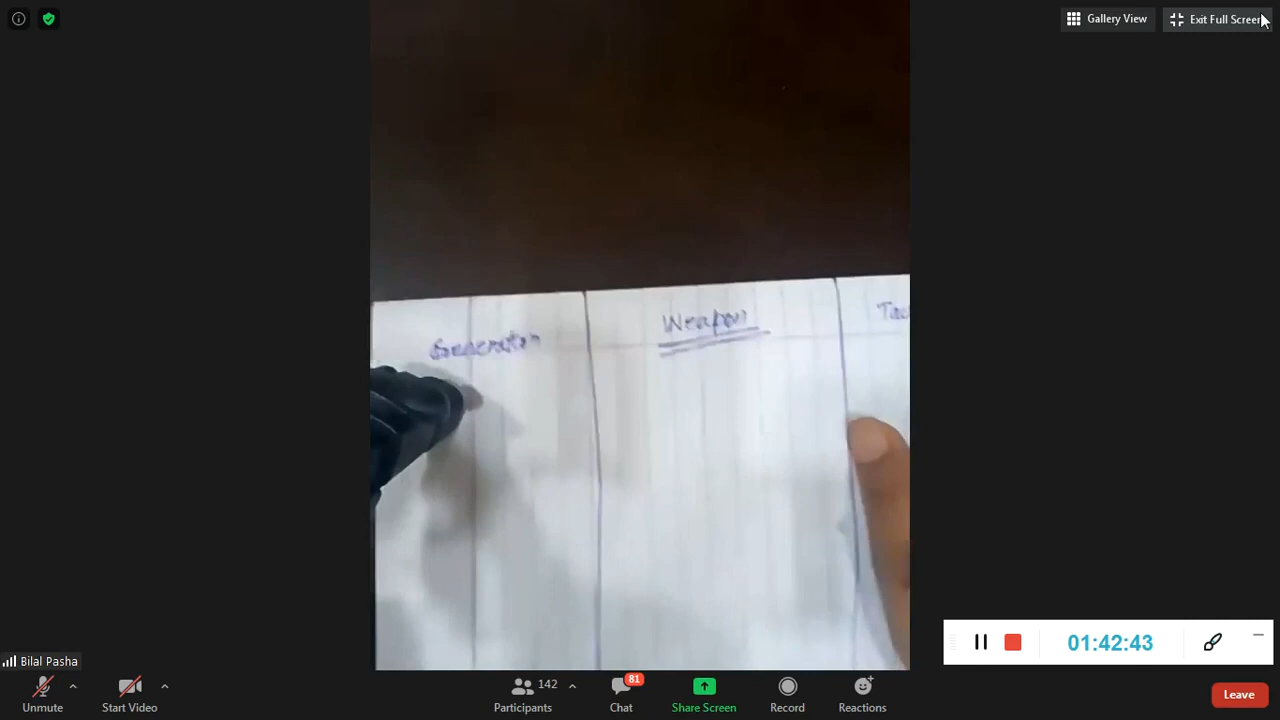 Gallery View
Exit Full Screen
Generation
Weapon
01:42:43
Bilal Pasha
142
81
Unmute
Start Video
Participants
Chat
Share Screen
Record
Reactions
Leave